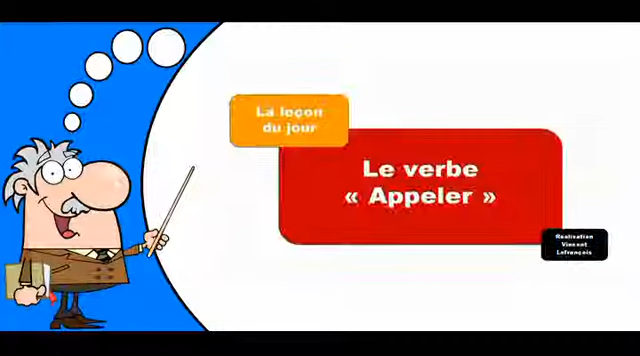 La leçon
du jour
Le verbe
« Appeler »
Réalisation
Vincent
Lefrançois